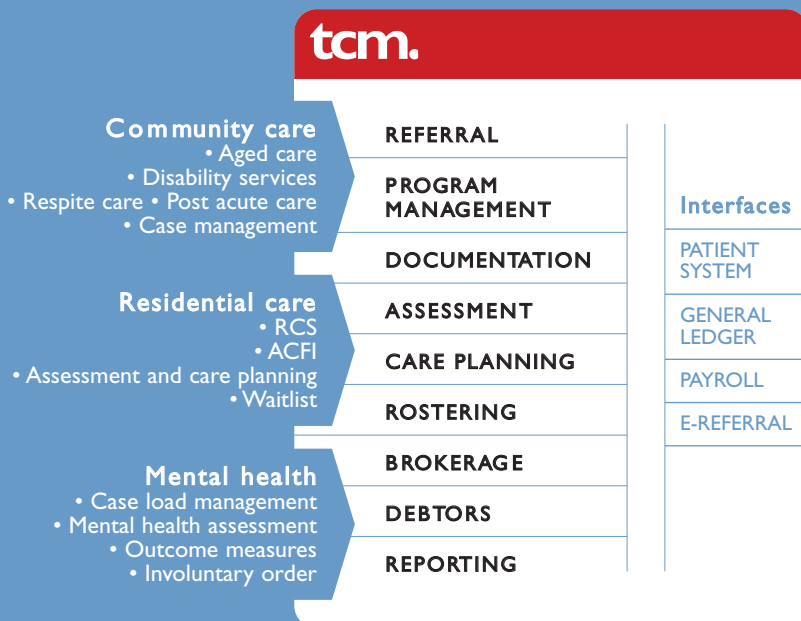 tcm.
Community care
• Aged care
• Disability services
• Respite care • Post acute care
• Case management
Residential care
• RCS
• ACFI
• Assessment and care planning
• Waitlist
Mental health
• Case load management
• Mental health assessment
• Outcome measures
• Involuntary order
REFERRAL
PROGRAM
MANAGEMENT
DOCUMENTATION
ASSESSMENT
CARE PLANNING
ROSTERING
BROKERAGE
DEBTORS
REPORTING
Interfaces
PATIENT
SYSTEM
GENERAL
LEDGER
PAYROLL
E-REFERRAL